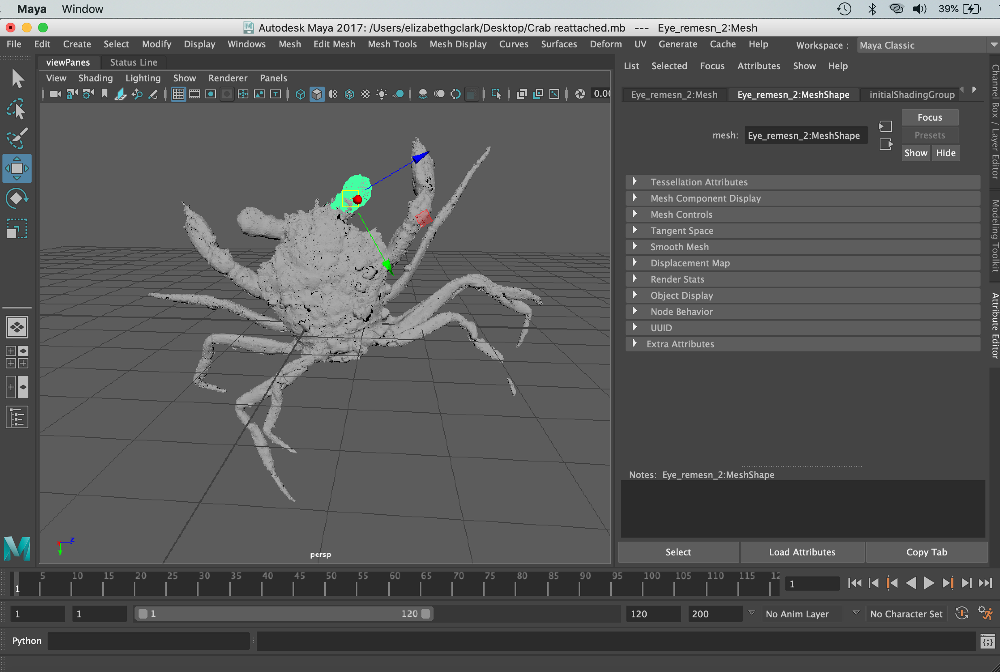 Maya Window 39%
Autodesk Maya 2017: /Users/elizabethgclark/Desktop/Crab reattached.mb --- Eye_remesn_2:Mesh
File Edit Create Select Modify Display Windows Mesh Edit Mesh Mesh Tools Mesh Display Curves Surfaces Deform UV Generate Cache Help Workspace : Maya Classic
viewPanes Status Line
View Shading Lighting Show Renderer Panels
0.00
List Selected Focus Attributes Show Help
Eye_remesn_2:Mesh Eye_remesn_2:MeshShape initialShadingGroup
mesh: Eye_remesn_2:MeshShape
Focus
Presets
Show Hide
Tessellation Attributes
Mesh Component Display
Mesh Controls
Tangent Space
Smooth Mesh
Displacement Map
Render Stats
Object Display
Node Behavior
UUID
Extra Attributes
Notes: Eye_remesn_2:MeshShape
Select Load Attributes Copy Tab
Channel Box / Layer Editor
Modeling Toolkit
Attribute Editor
x z
y
persp
MB
M
5 10 15 20 25 30 35 40 45 50 55 60 65 70 75 80 85 90 95 100 105 110 115 12
1 1
1 1 1 120 120 200 No Anim Layer No Character Set
Python